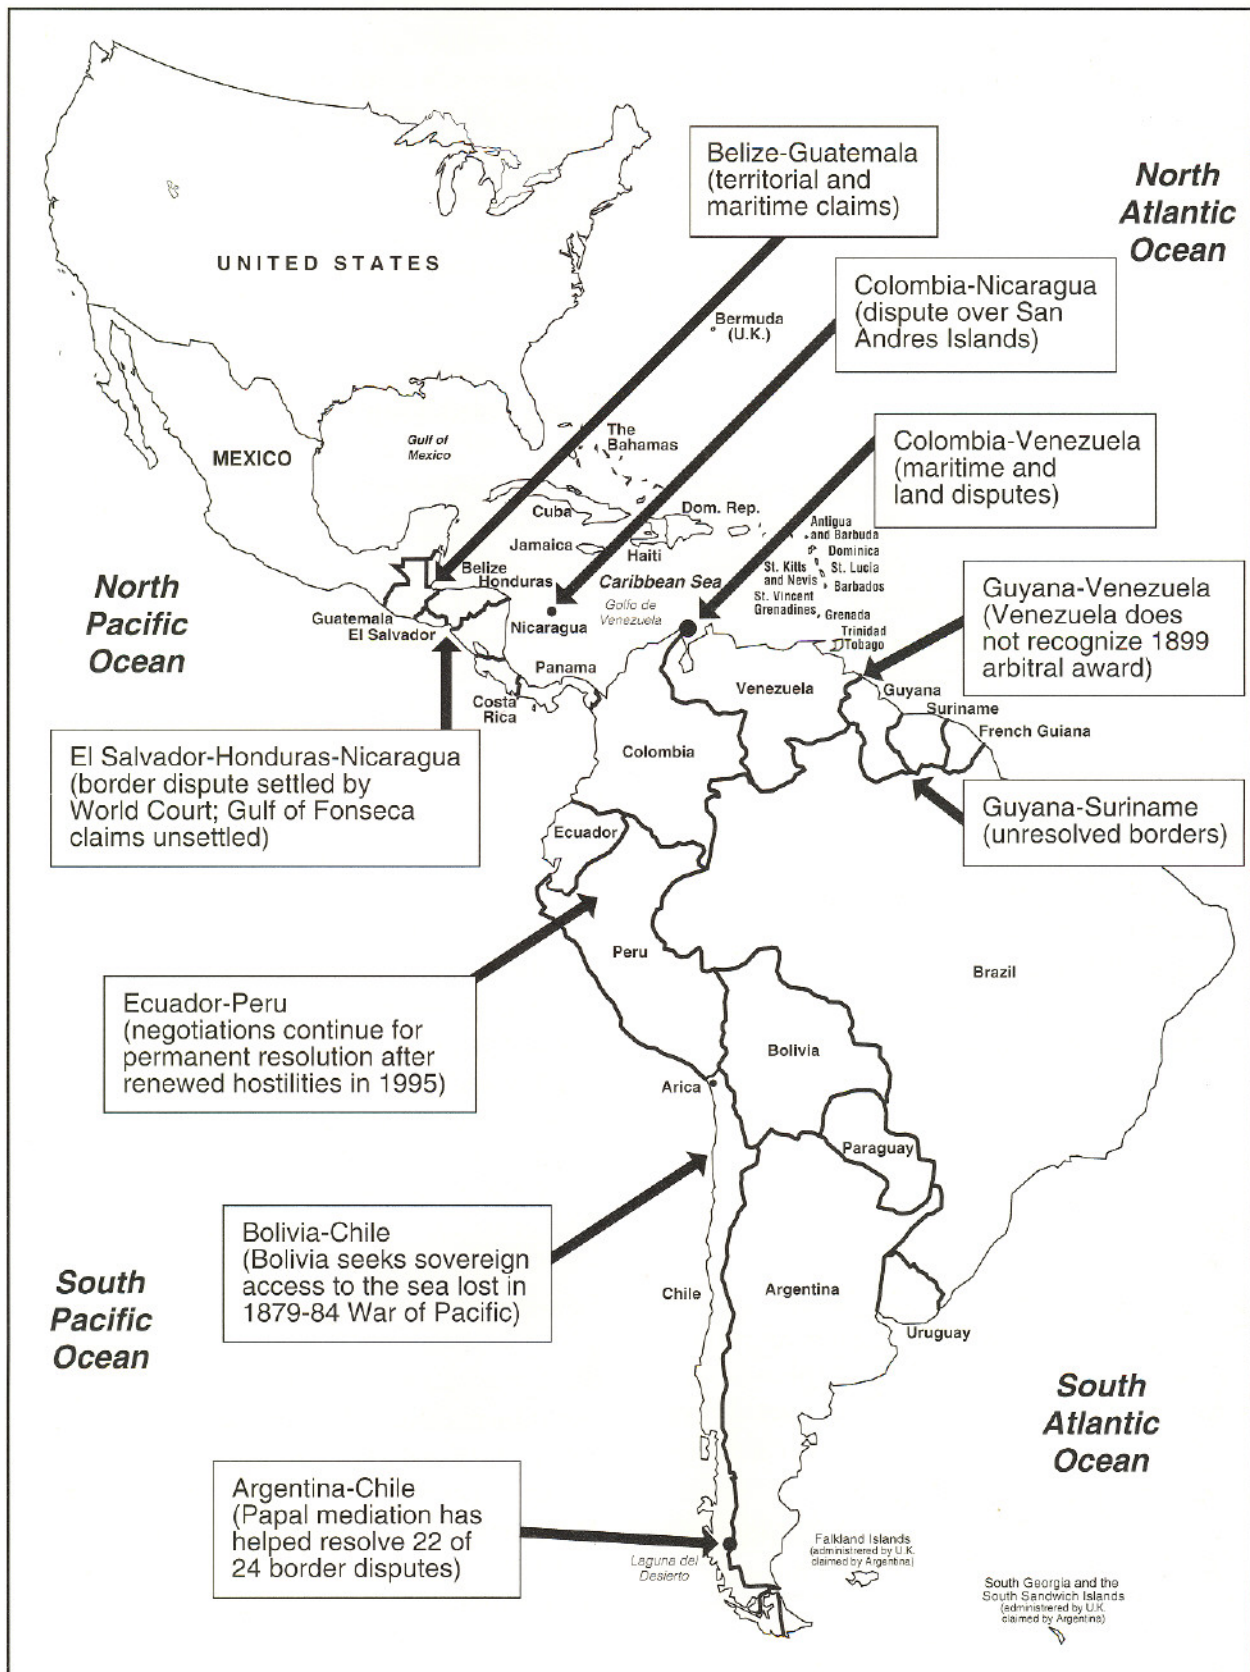 Belize-Guatemala
(territorial and
maritime claims)
North
Atlantic
Ocean
UNITED STATES
Colombia-Nicaragua
(dispute over San
Andres Islands)
Bermuda
(U.K.)
Colombia-Venezuela
(maritime and
land disputes)
The
Bahamas
Gulf of
Mexico
MEXICO
Cuba
Dom. Rep.
Jamaica
Haiti
Antigua
and Barbuda
Dominica
St. Kitts
and Nevis
St. Lucia
St. Vincent
Grenadines
Barbados
Grenada
Trinidad
Tobago
Belize
Honduras
Caribbean Sea
Golfo de
Venezuela
Guatemala
El Salvador
Nicaragua
Panama
Costa
Rica
North
Pacific
Ocean
Guyana-Venezuela
(Venezuela does
not recognize 1899
arbitral award)
Venezuela
Guyana
Suriname
French Guiana
Colombia
El Salvador-Honduras-Nicaragua
(border dispute settled by
World Court; Gulf of Fonseca
claims unsettled)
Guyana-Suriname
(unresolved borders)
Ecuador
Peru
Brazil
Ecuador-Peru
(negotiations continue for
permanent resolution after
renewed hostilities in 1995)
Bolivia
Arica
Paraguay
Bolivia-Chile
(Bolivia seeks sovereign
access to the sea lost in
1879-84 War of Pacific)
South
Pacific
Ocean
Chile
Argentina
Uruguay
South
Atlantic
Ocean
Argentina-Chile
(Papal mediation has
helped resolve 22 of
24 border disputes)
Laguna del
Desierto
Falkland Islands
(administrered by U.K.
claimed by Argentina)
South Georgia and the
South Sandwich Islands
(administrered by U.K.
claimed by Argentina)